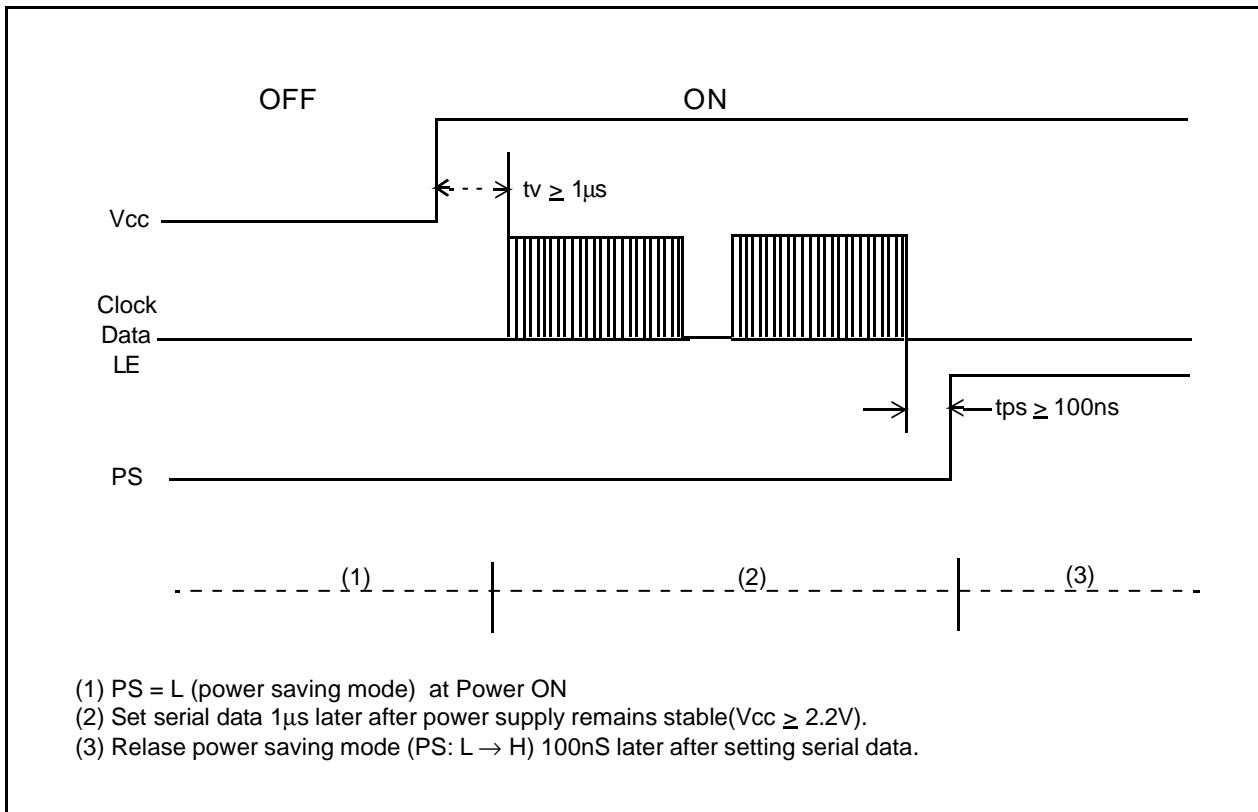 OFF ON
tv ≥ 1μs
Vcc
Clock
Data
LE
tps ≥ 100ns
PS
(1) (2) (3)
(1) PS = L (power saving mode) at Power ON
(2) Set serial data 1μs later after power supply remains stable(Vcc ≥ 2.2V).
(3) Relase power saving mode (PS: L → H) 100nS later after setting serial data.